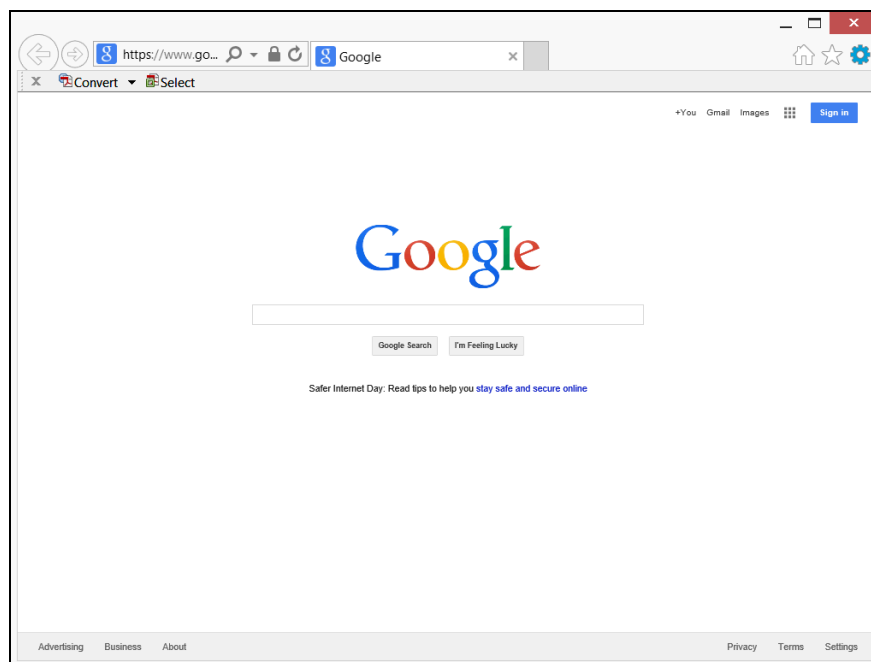 https://www.go... Google
x Convert Select
+You Gmail Images Sign in
Google
Google Search I'm Feeling Lucky
Safer Internet Day: Read tips to help you stay safe and secure online
Advertising Business About Privacy Terms Settings